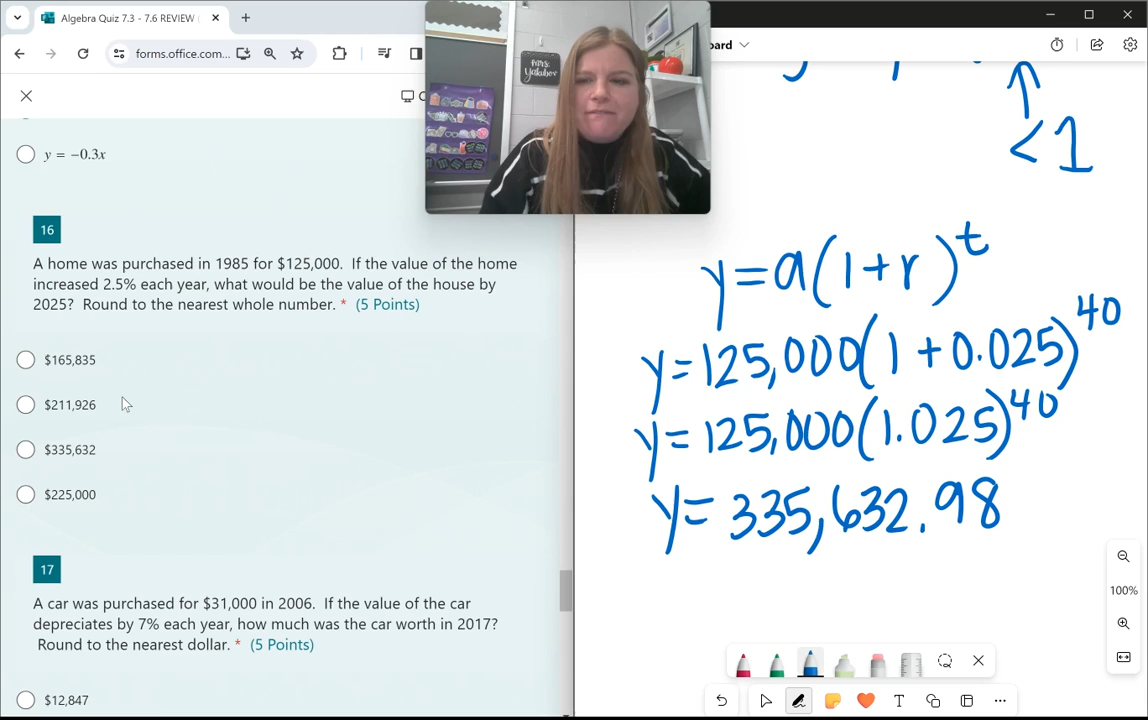 Algebra Quiz 7.3 - 7.6 REVIEW
forms.office.com...
Mrs.
Yakubov
< 1
y = −0.3x
16
A home was purchased in 1985 for $125,000. If the value of the home
increased 2.5% each year, what would be the value of the house by
2025? Round to the nearest whole number. * (5 Points)
$165,835
$211,926
$335,632
$225,000
17
A car was purchased for $31,000 in 2006. If the value of the car
depreciates by 7% each year, how much was the car worth in 2017?
Round to the nearest dollar. * (5 Points)
$12,847
y=a(1+r)^t
y=125,000(1+0.025)^40
y=125,000(1.025)^40
y=335,632.98
100%
T